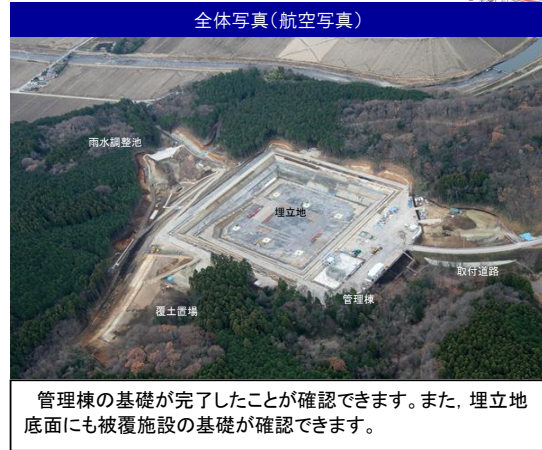 全体写真（航空写真）
雨水調整池
埋立地
取付道路
管理棟
覆土置場
管理棟の基礎が完了したことが確認できます。また，埋立地
底面にも被覆施設の基礎が確認できます。